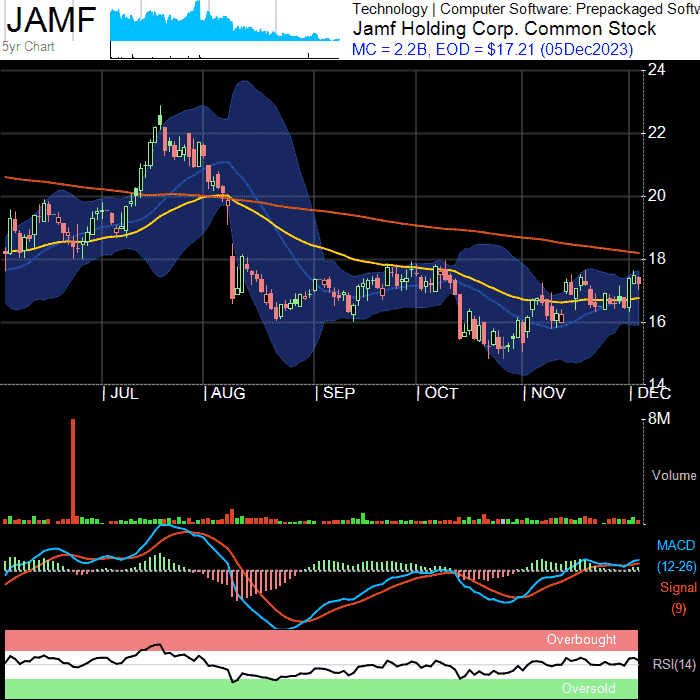 JAMF
5yr Chart
Technology | Computer Software: Prepackaged Softw
Jamf Holding Corp. Common Stock
MC = 2.2B, EOD = $17.21 (05Dec2023)
24
22
20
18
16
14
| JUL | AUG | SEP | OCT | NOV | DEC
8M
Volume
MACD
(12-26)
Signal
(9)
Overbought
RSI(14)
Oversold